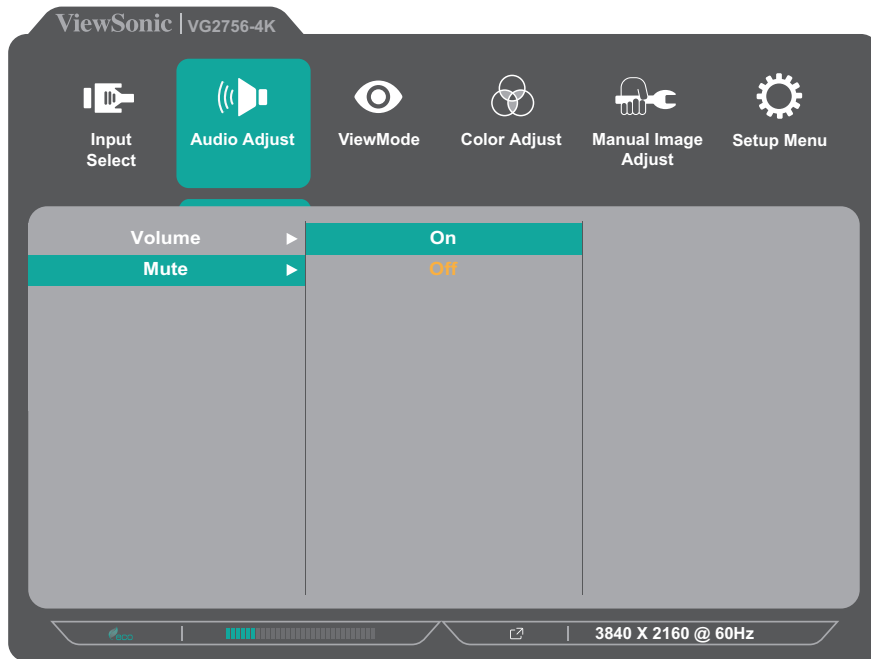 ViewSonic | VG2756-4K
Input
Select
Audio Adjust
ViewMode
Color Adjust
Manual Image
Adjust
Setup Menu
Volume
On
Mute
Off
eco
3840 X 2160 @ 60Hz